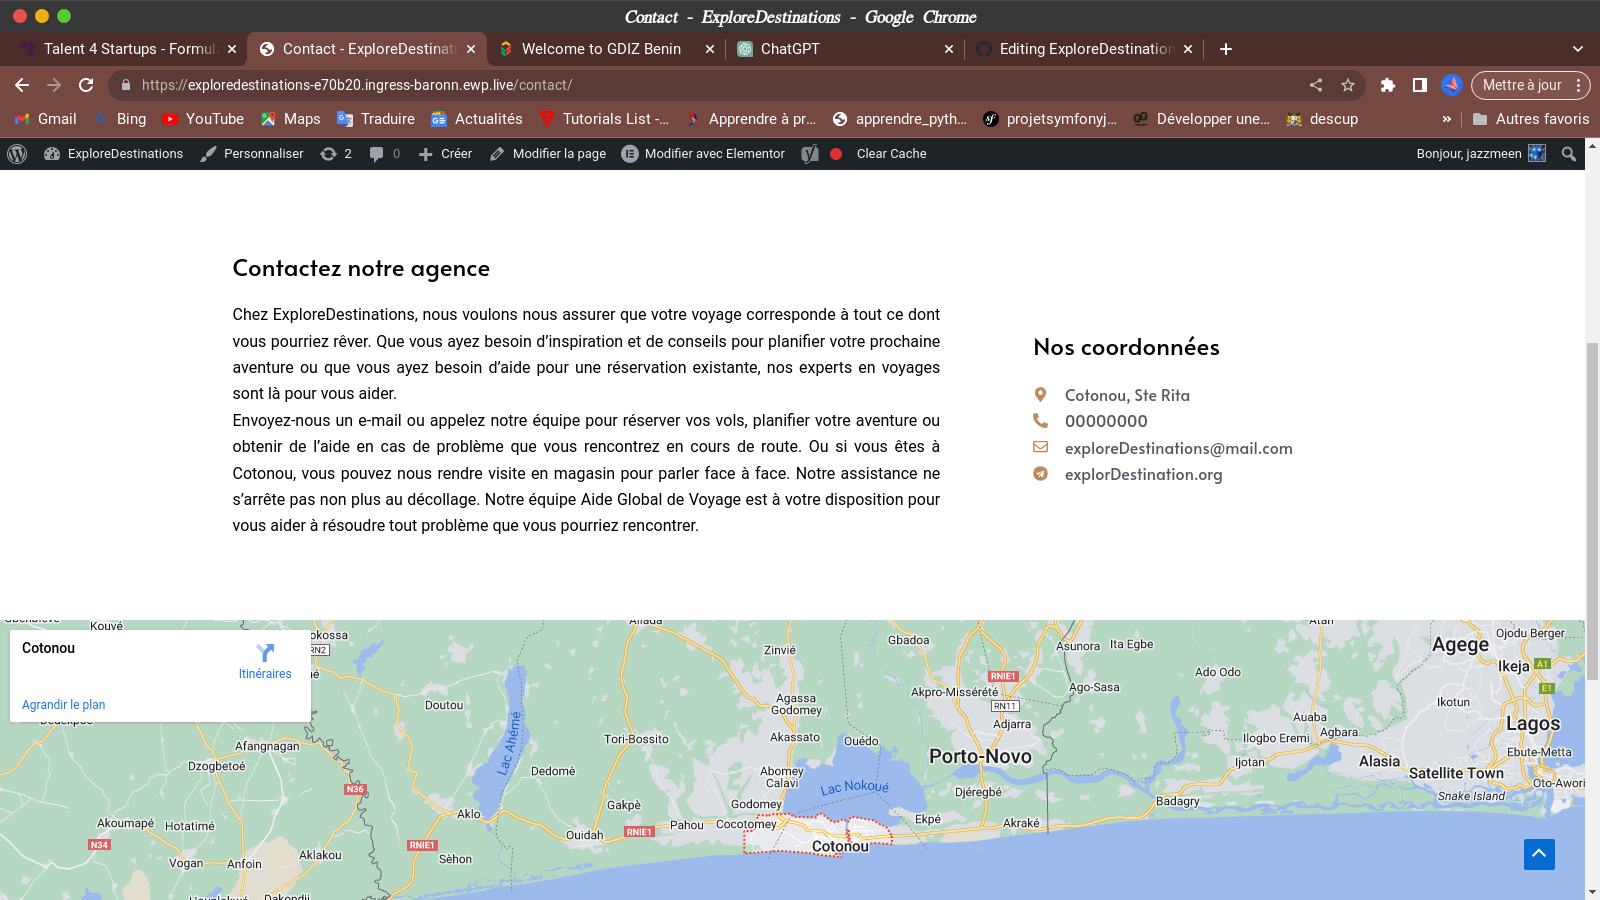 Contact - ExploreDestinations - Google Chrome
Talent 4 Startups - Formul
Contact - ExploreDestinati
Welcome to GDIZ Benin
ChatGPT
Editing ExploreDestination
https://exploredestinations-e70b20.ingress-baronn.ewp.live/contact/
Mettre à jour
Gmail
Bing
YouTube
Maps
Traduire
Actualités
Tutorials List -...
Apprendre à pr...
apprendre_pyth...
projetsymfonyj...
Développer une...
descup
»
Autres favoris
ExploreDestinations
Personnaliser
2
0
Créer
Modifier la page
Modifier avec Elementor
Clear Cache
Bonjour, jazzmeen
Contactez notre agence
Chez ExploreDestinations, nous voulons nous assurer que votre voyage corresponde à tout ce dont
vous pourriez rêver. Que vous ayez besoin d’inspiration et de conseils pour planifier votre prochaine
aventure ou que vous ayez besoin d’aide pour une réservation existante, nos experts en voyages
sont là pour vous aider.
Envoyez-nous un e-mail ou appelez notre équipe pour réserver vos vols, planifier votre aventure ou
obtenir de l’aide en cas de problème que vous rencontrez en cours de route. Ou si vous êtes à
Cotonou, vous pouvez nous rendre visite en magasin pour parler face à face. Notre assistance ne
s’arrête pas non plus au décollage. Notre équipe Aide Global de Voyage est à votre disposition pour
vous aider à résoudre tout problème que vous pourriez rencontrer.
Nos coordonnées
Cotonou, Ste Rita
00000000
exploreDestinations@mail.com
explorDestination.org
Cotonou
Itinéraires
Agrandir le plan
Kouvé
okossa
RN2
né
Zinvié
Gbadoa
Asunora
Ita Egbe
Agege
Ojodu Berger
Ikeja
A1
E1
RNIE1
Ado Odo
Akpro-Missérété
RN11
Ago-Sasa
Ikotun
Doutou
Agassa
Godomey
Adjarra
Auaba
Agbara
Lagos
Afangnagan
Tori-Bossito
Akassato
Ouédo
Ilogbo Eremi
Ebute-Metta
Lac Ahémé
Porto-Novo
Ijotan
Alasia
Dzogbetoé
Dedomè
Abomey
Calavi
Satellite Town
Oto-Awori
N36
Lac Nokoué
Djéregbé
Snake Island
Gakpè
Godomey
Badagry
Aklo
Akoumapé
Hotatimé
Ouidah
RNIE1
Pahou
Cocotomey
Ekpé
Akraké
N34
RNIE1
Cotonou
Vogan
Anfoin
Aklakou
Sèhon